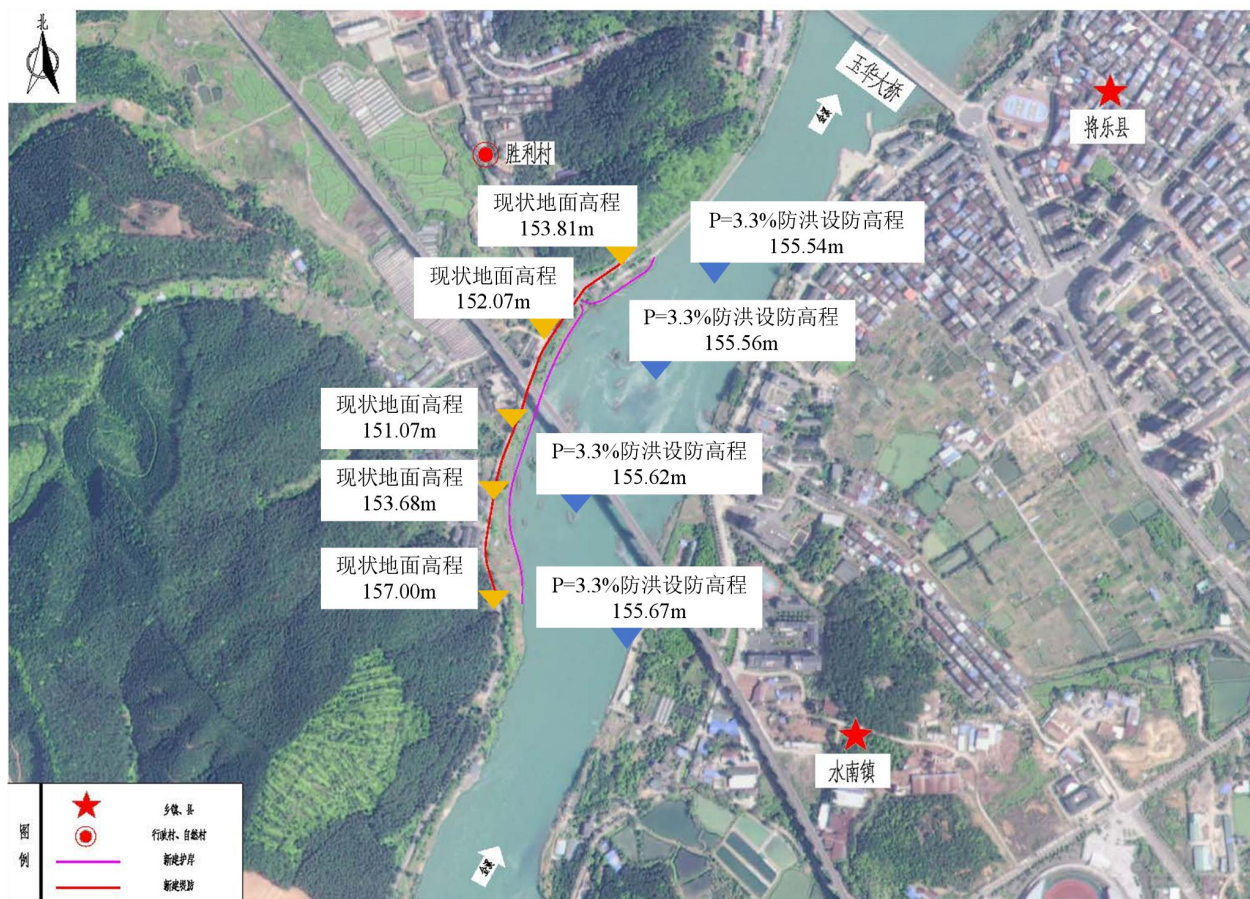 北
玉华大桥
将乐县
金溪
胜利村
现状地面高程
153.81m
P=3.3%防洪设防高程
155.54m
现状地面高程
152.07m
P=3.3%防洪设防高程
155.56m
现状地面高程
151.07m
P=3.3%防洪设防高程
155.62m
现状地面高程
153.68m
现状地面高程
157.00m
P=3.3%防洪设防高程
155.67m
水南镇
金溪
图例
乡镇、县
行政村、自然村
新建护岸
新建堤防